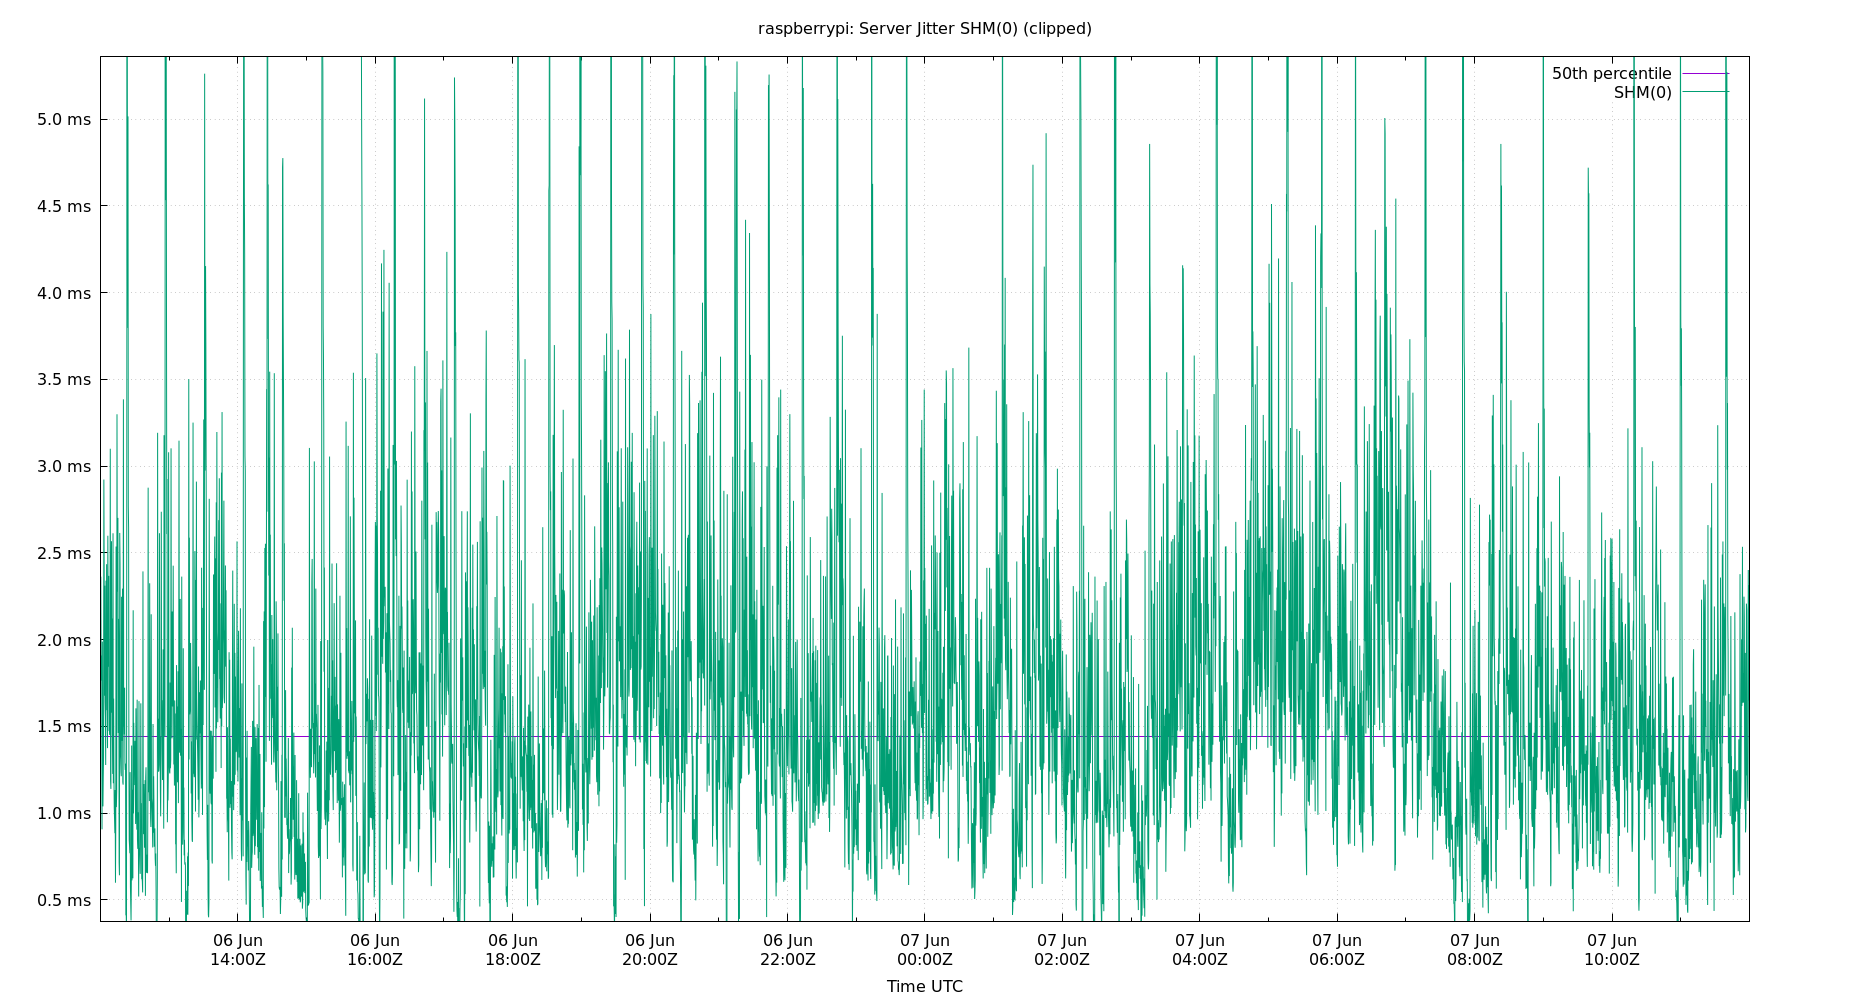 raspberrypi: Server Jitter SHM(0) (clipped)
50th percentile
SHM(0)
5.0 ms
4.5 ms
4.0 ms
3.5 ms
3.0 ms
2.5 ms
2.0 ms
1.5 ms
1.0 ms
0.5 ms
06 Jun 06 Jun 06 Jun 06 Jun 06 Jun 07 Jun 07 Jun 07 Jun 07 Jun 07 Jun 07 Jun
14:00Z 16:00Z 18:00Z 20:00Z 22:00Z 00:00Z 02:00Z 04:00Z 06:00Z 08:00Z 10:00Z
Time UTC